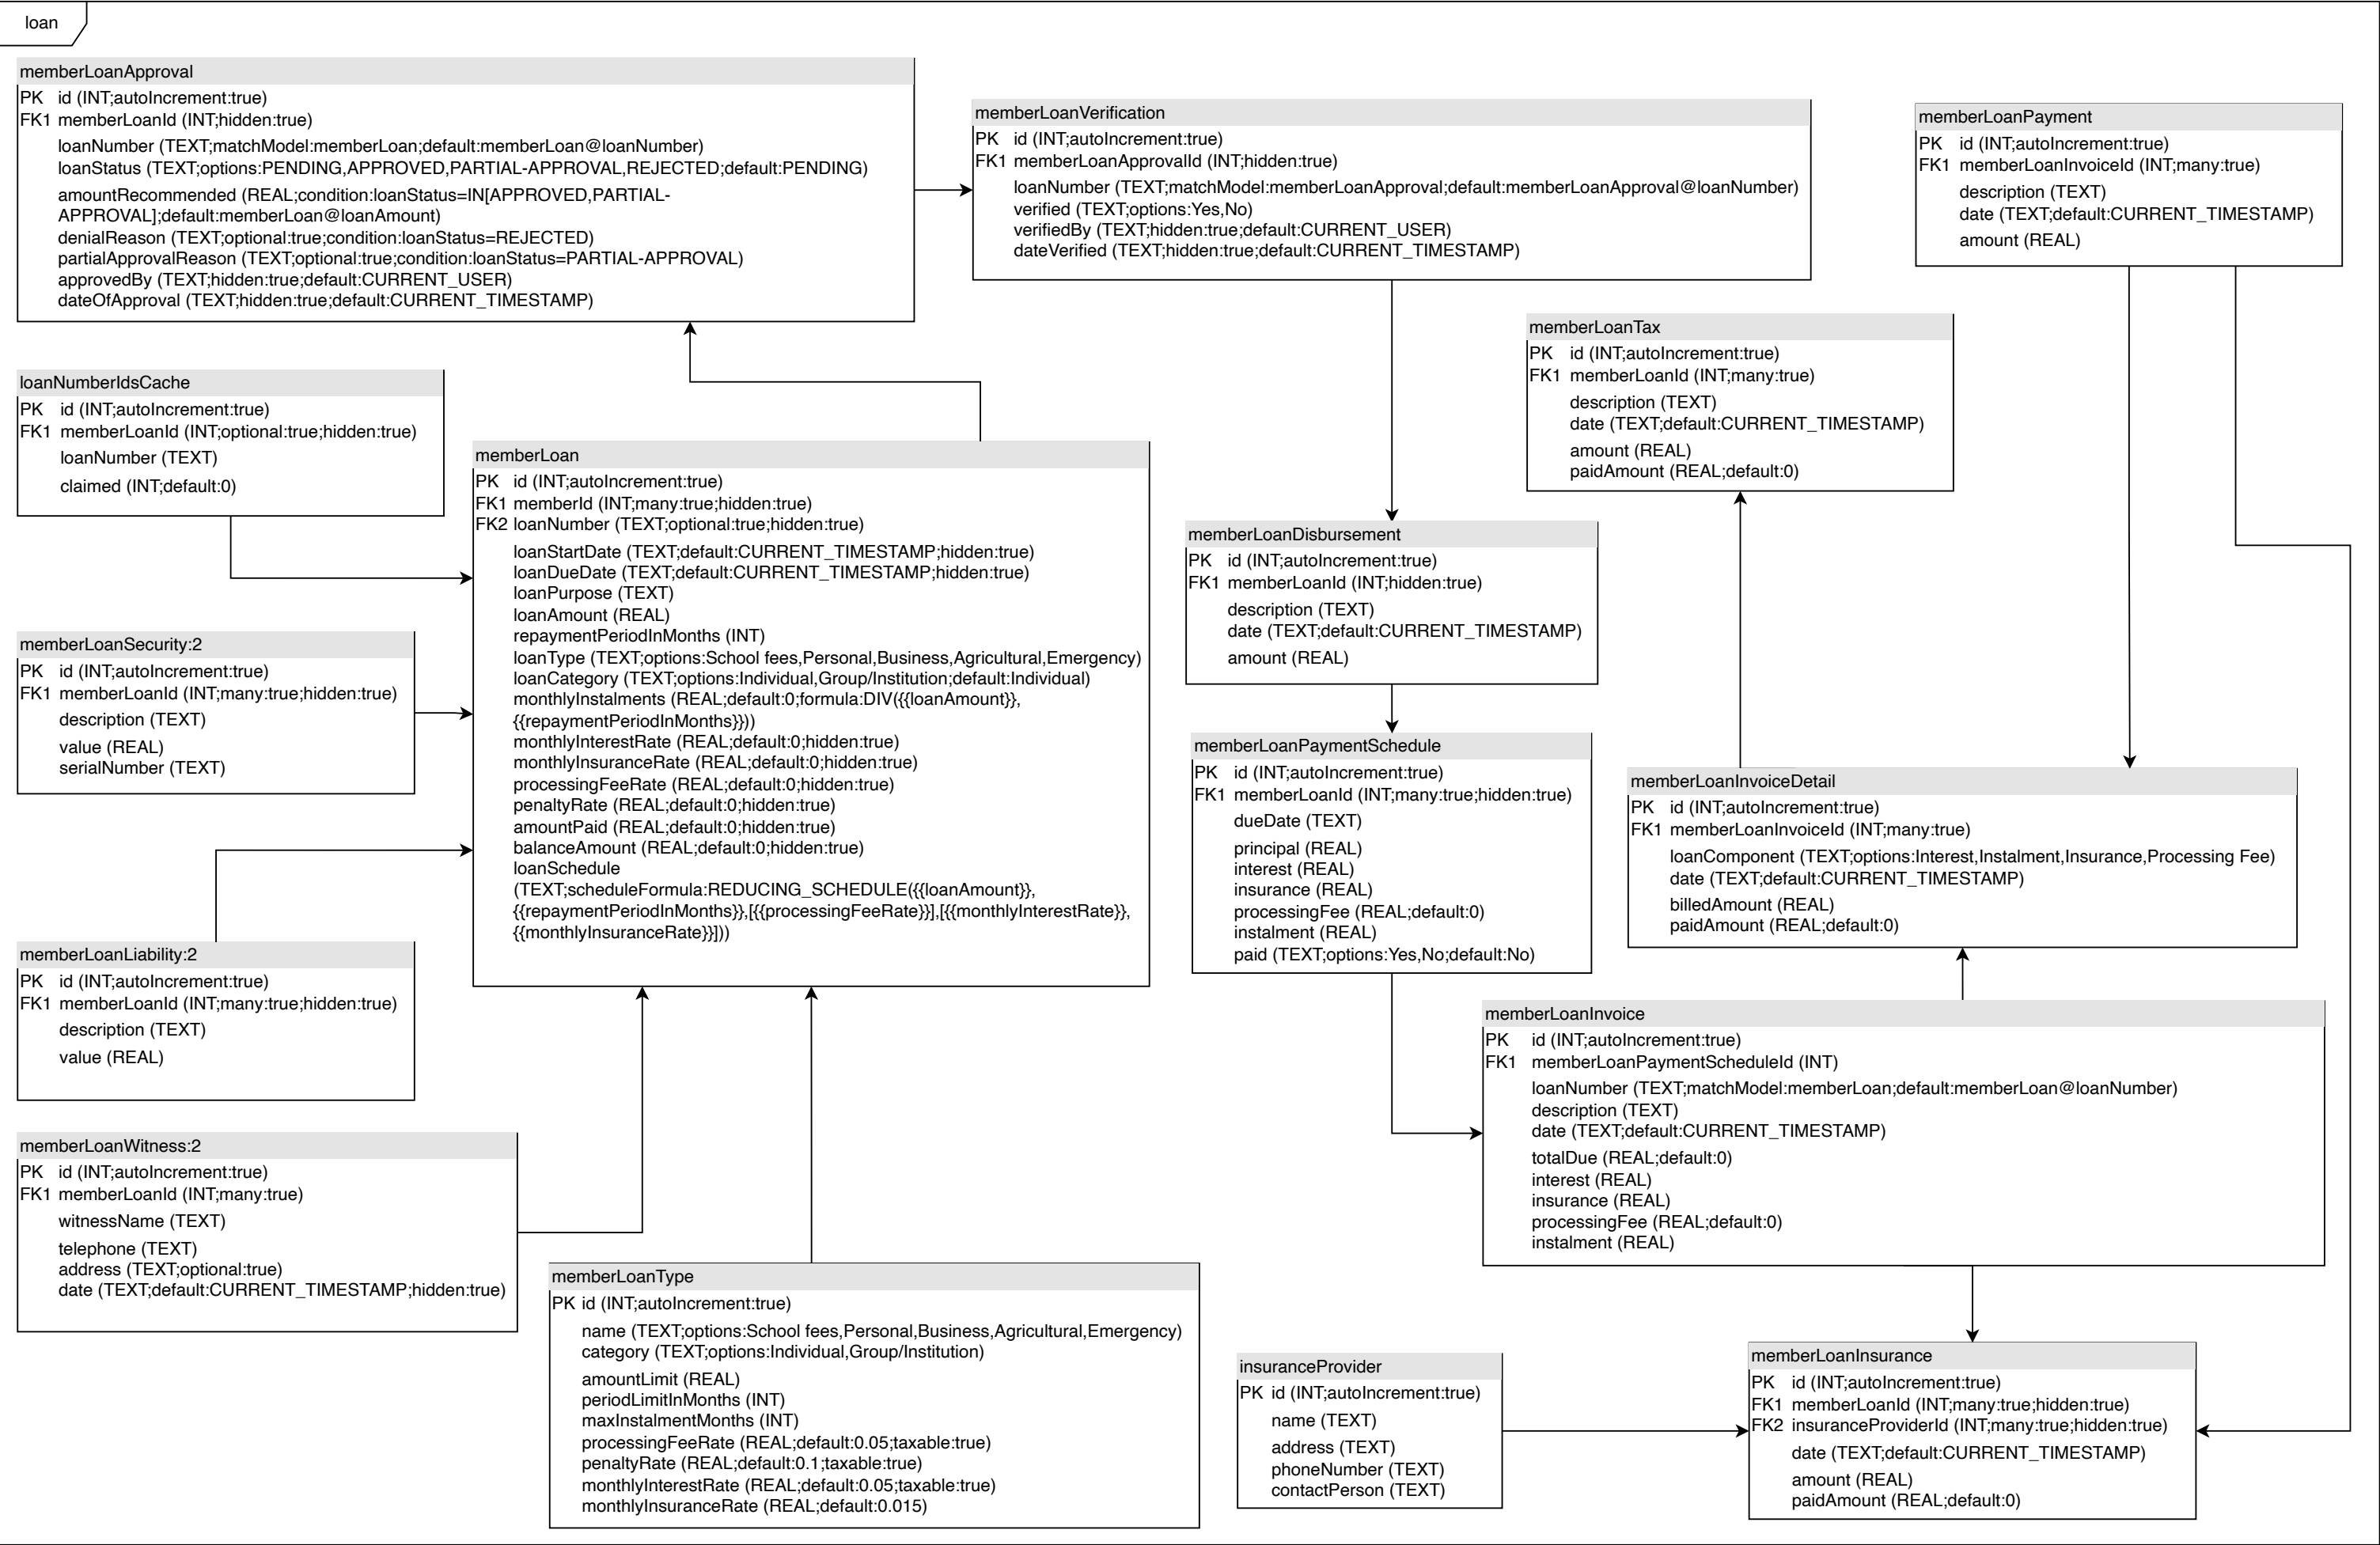 loan
memberLoanApproval
PK id (INT;autoIncrement:true)
FK1 memberLoanId (INT;hidden:true)
loanNumber (TEXT;matchModel:memberLoan;default:memberLoan@loanNumber)
loanStatus (TEXT;options:PENDING,APPROVED,PARTIAL-APPROVAL,REJECTED;default:PENDING)
amountRecommended (REAL;condition:loanStatus=IN[APPROVED,PARTIAL-
APPROVAL];default:memberLoan@loanAmount)
denialReason (TEXT;optional:true;condition:loanStatus=REJECTED)
partialApprovalReason (TEXT;optional:true;condition:loanStatus=PARTIAL-APPROVAL)
approvedBy (TEXT;hidden:true;default:CURRENT_USER)
dateOfApproval (TEXT;hidden:true;default:CURRENT_TIMESTAMP)
memberLoanVerification
PK id (INT;autoIncrement:true)
FK1 memberLoanApprovalId (INT;hidden:true)
loanNumber (TEXT;matchModel:memberLoanApproval;default:memberLoanApproval@loanNumber)
verified (TEXT;options:Yes,No)
verifiedBy (TEXT;hidden:true;default:CURRENT_USER)
dateVerified (TEXT;hidden:true;default:CURRENT_TIMESTAMP)
memberLoanPayment
PK id (INT;autoIncrement:true)
FK1 memberLoanInvoiceId (INT;many:true)
description (TEXT)
date (TEXT;default:CURRENT_TIMESTAMP)
amount (REAL)
memberLoanTax
PK id (INT;autoIncrement:true)
FK1 memberLoanId (INT;many:true)
description (TEXT)
date (TEXT;default:CURRENT_TIMESTAMP)
amount (REAL)
paidAmount (REAL;default:0)
loanNumberIdsCache
PK id (INT;autoIncrement:true)
FK1 memberLoanId (INT;optional:true;hidden:true)
loanNumber (TEXT)
claimed (INT;default:0)
memberLoan
PK id (INT;autoIncrement:true)
FK1 memberId (INT;many:true;hidden:true)
FK2 loanNumber (TEXT;optional:true;hidden:true)
loanStartDate (TEXT;default:CURRENT_TIMESTAMP;hidden:true)
loanDueDate (TEXT;default:CURRENT_TIMESTAMP;hidden:true)
loanPurpose (TEXT)
loanAmount (REAL)
repaymentPeriodInMonths (INT)
loanType (TEXT;options:School fees,Personal,Business,Agricultural,Emergency)
loanCategory (TEXT;options:Individual,Group/Institution;default:Individual)
monthlyInstalments (REAL;default:0;formula:DIV({{loanAmount}},
{{repaymentPeriodInMonths}}))
monthlyInterestRate (REAL;default:0;hidden:true)
monthlyInsuranceRate (REAL;default:0;hidden:true)
processingFeeRate (REAL;default:0;hidden:true)
penaltyRate (REAL;default:0;hidden:true)
amountPaid (REAL;default:0;hidden:true)
balanceAmount (REAL;default:0;hidden:true)
loanSchedule
(TEXT;scheduleFormula:REDUCING_SCHEDULE({{loanAmount}},
{{repaymentPeriodInMonths}},[{{processingFeeRate}}],[{{monthlyInterestRate}},
{{monthlyInsuranceRate}}]))
memberLoanDisbursement
PK id (INT;autoIncrement:true)
FK1 memberLoanId (INT;hidden:true)
description (TEXT)
date (TEXT;default:CURRENT_TIMESTAMP)
amount (REAL)
memberLoanSecurity:2
PK id (INT;autoIncrement:true)
FK1 memberLoanId (INT;many:true;hidden:true)
description (TEXT)
value (REAL)
serialNumber (TEXT)
memberLoanPaymentSchedule
PK id (INT;autoIncrement:true)
FK1 memberLoanId (INT;many:true;hidden:true)
dueDate (TEXT)
principal (REAL)
interest (REAL)
insurance (REAL)
processingFee (REAL;default:0)
instalment (REAL)
paid (TEXT;options:Yes,No;default:No)
memberLoanInvoiceDetail
PK id (INT;autoIncrement:true)
FK1 memberLoanInvoiceId (INT;many:true)
loanComponent (TEXT;options:Interest,Instalment,Insurance,Processing Fee)
date (TEXT;default:CURRENT_TIMESTAMP)
billedAmount (REAL)
paidAmount (REAL;default:0)
memberLoanLiability:2
PK id (INT;autoIncrement:true)
FK1 memberLoanId (INT;many:true;hidden:true)
description (TEXT)
value (REAL)
memberLoanInvoice
PK id (INT;autoIncrement:true)
FK1 memberLoanPaymentScheduleId (INT)
loanNumber (TEXT;matchModel:memberLoan;default:memberLoan@loanNumber)
description (TEXT)
date (TEXT;default:CURRENT_TIMESTAMP)
totalDue (REAL;default:0)
interest (REAL)
insurance (REAL)
processingFee (REAL;default:0)
instalment (REAL)
memberLoanWitness:2
PK id (INT;autoIncrement:true)
FK1 memberLoanId (INT;many:true)
witnessName (TEXT)
telephone (TEXT)
address (TEXT;optional:true)
date (TEXT;default:CURRENT_TIMESTAMP;hidden:true)
memberLoanType
PK id (INT;autoIncrement:true)
name (TEXT;options:School fees,Personal,Business,Agricultural,Emergency)
category (TEXT;options:Individual,Group/Institution)
amountLimit (REAL)
periodLimitInMonths (INT)
maxInstalmentMonths (INT)
processingFeeRate (REAL;default:0.05;taxable:true)
penaltyRate (REAL;default:0.1;taxable:true)
monthlyInterestRate (REAL;default:0.05;taxable:true)
monthlyInsuranceRate (REAL;default:0.015)
insuranceProvider
PK id (INT;autoIncrement:true)
name (TEXT)
address (TEXT)
phoneNumber (TEXT)
contactPerson (TEXT)
memberLoanInsurance
PK id (INT;autoIncrement:true)
FK1 memberLoanId (INT;many:true;hidden:true)
FK2 insuranceProviderId (INT;many:true;hidden:true)
date (TEXT;default:CURRENT_TIMESTAMP)
amount (REAL)
paidAmount (REAL;default:0)